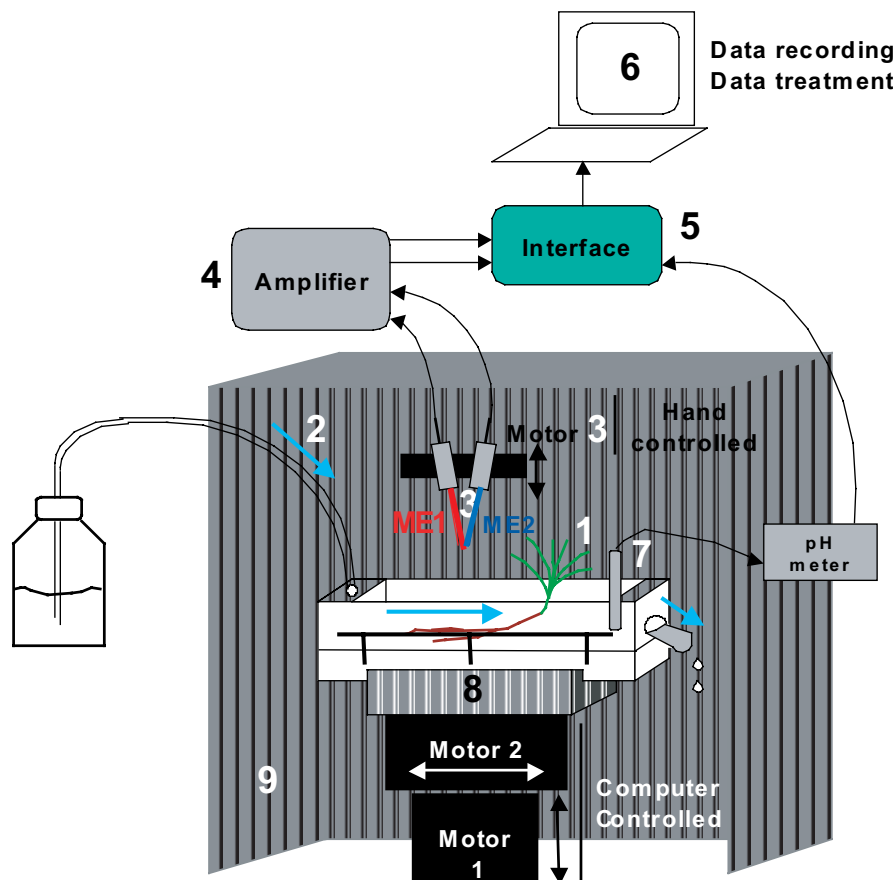 6
Data recording
Data treatment
5
Interface
4
Amplifier
2
Motor 3
Hand
controlled
3
ME1
ME2
1
7
pH
meter
8
Motor 2
9
Computer
Controlled
Motor
1